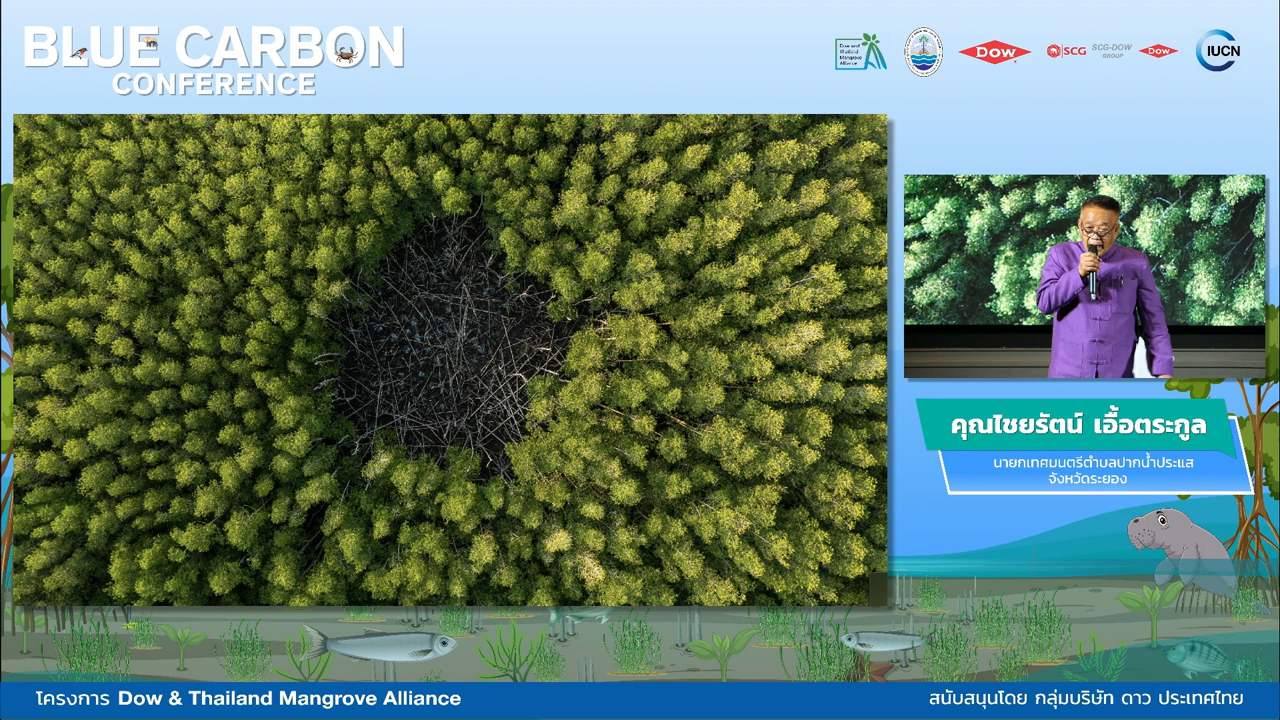 BLUE CARBON
CONFERENCE
Dow and
Thailand
Mangrove
Alliance
DOW
SCG
SCG-DOW
GROUP
DOW
IUCN
คุณไชยรัตน์ เอื้อตระกูล
นายกเทศมนตรีตำบลปากน้ำประแส
จังหวัดระยอง
โครงการ Dow & Thailand Mangrove Alliance
สนับสนุนโดย กลุ่มบริษัท ดาว ประเทศไทย